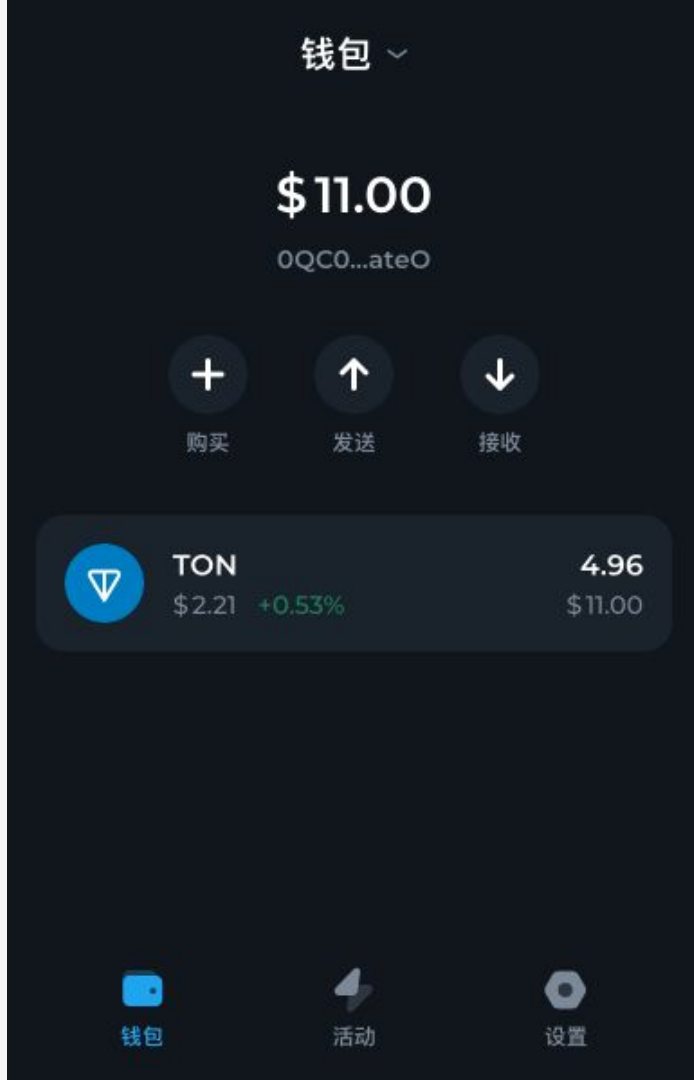 钱包
$11.00
0QC0...ateO
购买 发送 接收
TON 4.96
$2.21 +0.53% $11.00
钱包 活动 设置